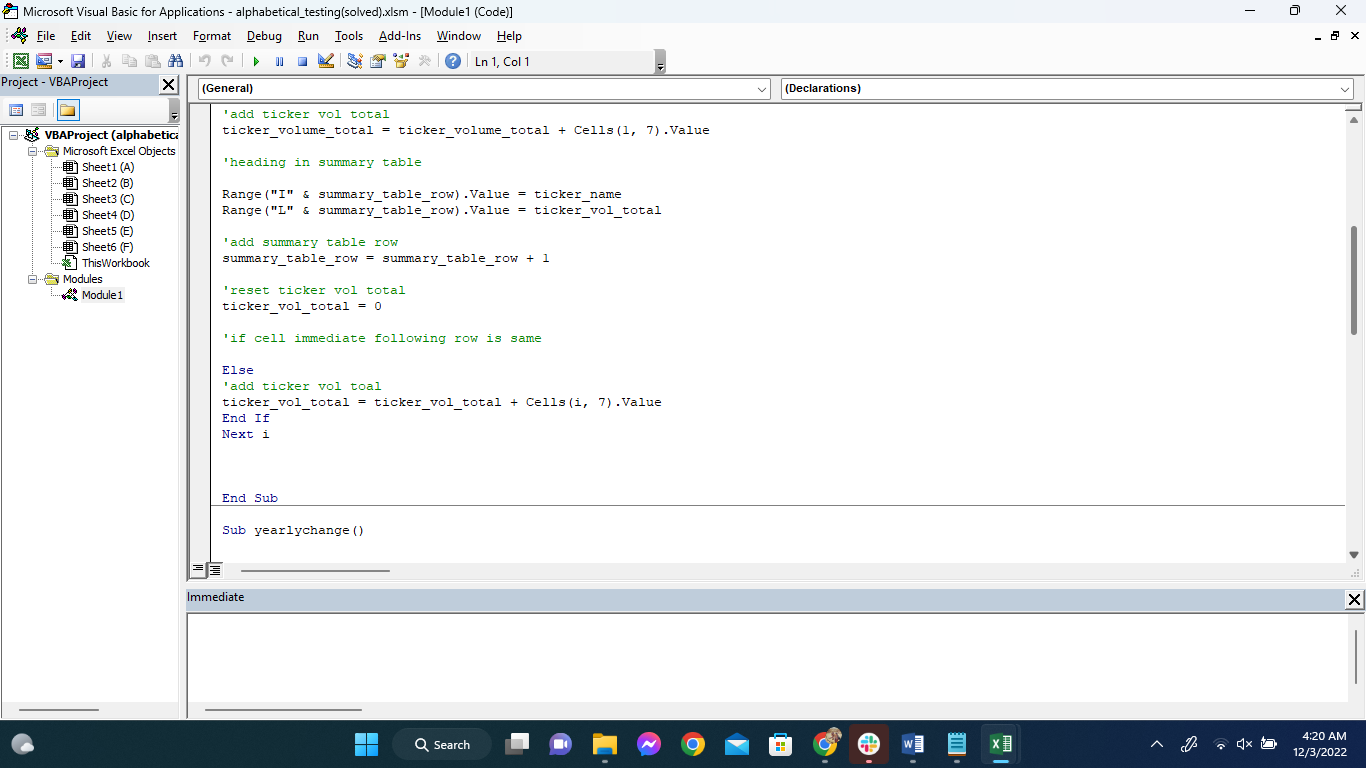 Microsoft Visual Basic for Applications - alphabetical_testing(solved).xlsm - [Module1 (Code)]
File Edit View Insert Format Debug Run Tools Add-Ins Window Help
Ln 1, Col 1
Project - VBAProject
VBAProject (alphabetica
Microsoft Excel Objects
Sheet1 (A)
Sheet2 (B)
Sheet3 (C)
Sheet4 (D)
Sheet5 (E)
Sheet6 (F)
ThisWorkbook
Modules
Module1
(General)
(Declarations)
'add ticker vol total
ticker_volume_total = ticker_volume_total + Cells(1, 7).Value
'heading in summary table
Range("I" & summary_table_row).Value = ticker_name
Range("L" & summary_table_row).Value = ticker_vol_total
'add summary table row
summary_table_row = summary_table_row + 1
'reset ticker vol total
ticker_vol_total = 0
'if cell immediate following row is same
Else
'add ticker vol toal
ticker_vol_total = ticker_vol_total + Cells(i, 7).Value
End If
Next i
End Sub
Sub yearlychange()
Immediate
Search
4:20 AM
12/3/2022